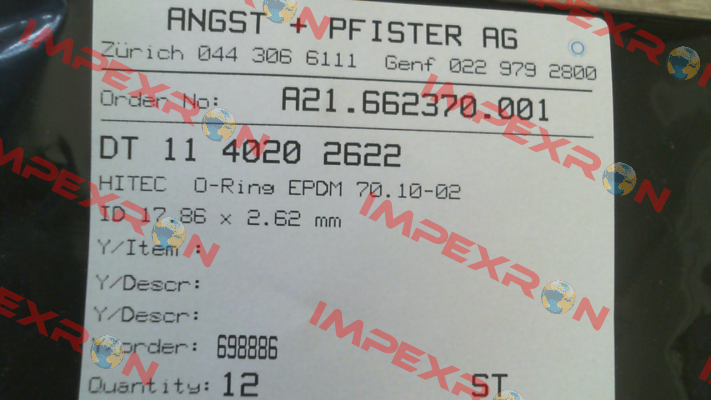 ANGST + PFISTER AG
Zürich 044 306 6111 Genf 022 979 2800
Order No: A21.662370.001
DT 11 4020 2622
HITEC O-Ring EPDM 70.10-02
ID 17.86 x 2.62 mm
Y/Item :
Y/Descr:
Y/Descr:
Y/order: 698886
Quantity: 12 ST
IMPEXRON
IMPEXRON
IMPEXRON
IMPEXRON
IMPEXRON
IMPEXRON